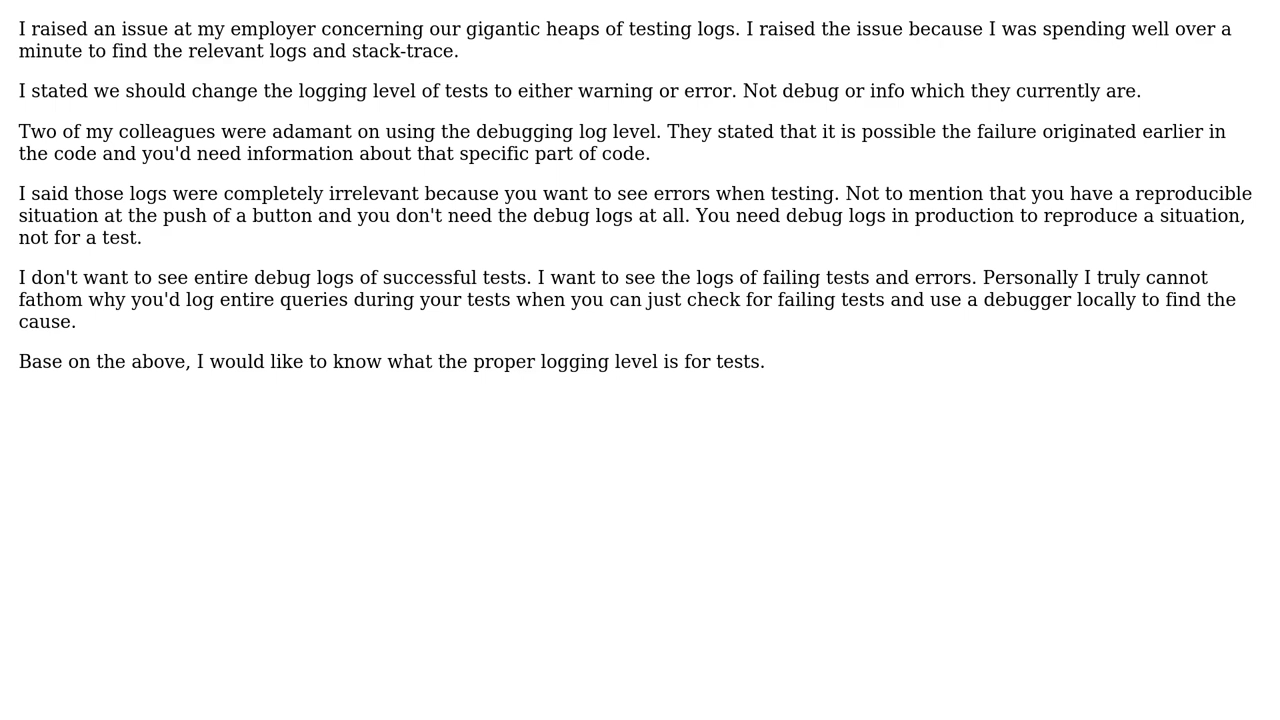 I raised an issue at my employer concerning our gigantic heaps of testing logs. I raised the issue because I was spending well over a
minute to find the relevant logs and stack-trace.
I stated we should change the logging level of tests to either warning or error. Not debug or info which they currently are.
Two of my colleagues were adamant on using the debugging log level. They stated that it is possible the failure originated earlier in
the code and you'd need information about that specific part of code.
I said those logs were completely irrelevant because you want to see errors when testing. Not to mention that you have a reproducible
situation at the push of a button and you don't need the debug logs at all. You need debug logs in production to reproduce a situation,
not for a test.
I don't want to see entire debug logs of successful tests. I want to see the logs of failing tests and errors. Personally I truly cannot
fathom why you'd log entire queries during your tests when you can just check for failing tests and use a debugger locally to find the
cause.
Base on the above, I would like to know what the proper logging level is for tests.